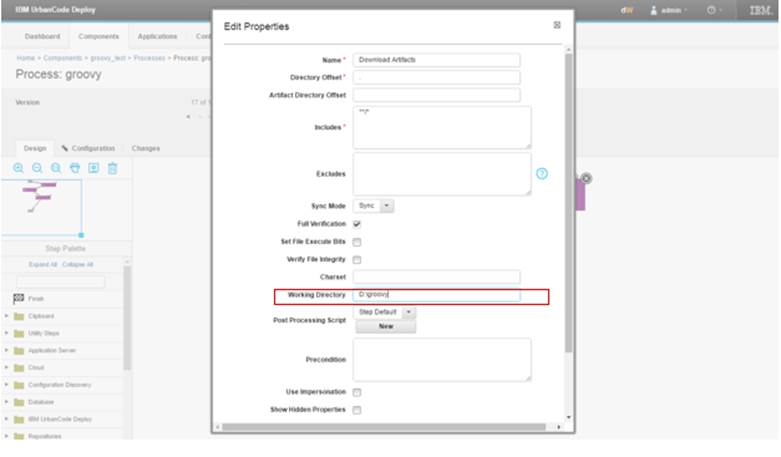 IBM UrbanCode Deploy
dW admin IBM.
Dashboard Components Applications Conf
Home › Components › groovy_test › Processes › Process: gro
Process: groovy
Version 17 of 1
Design Configuration Changes
Step Palette
Expand All Collapse All
Finish
Clipboard
Utility Steps
Application Server
Cloud
Configuration Discovery
Database
IBM UrbanCode Deploy
Repositories
Edit Properties
Name * Download Artifacts
Directory Offset * .
Artifact Directory Offset
Includes * **/*
Excludes
Sync Mode Sync
Full Verification
Set File Execute Bits
Verify File Integrity
Charset
Working Directory D:\groovy
Post Processing Script Step Default
New
Precondition
Use Impersonation
Show Hidden Properties